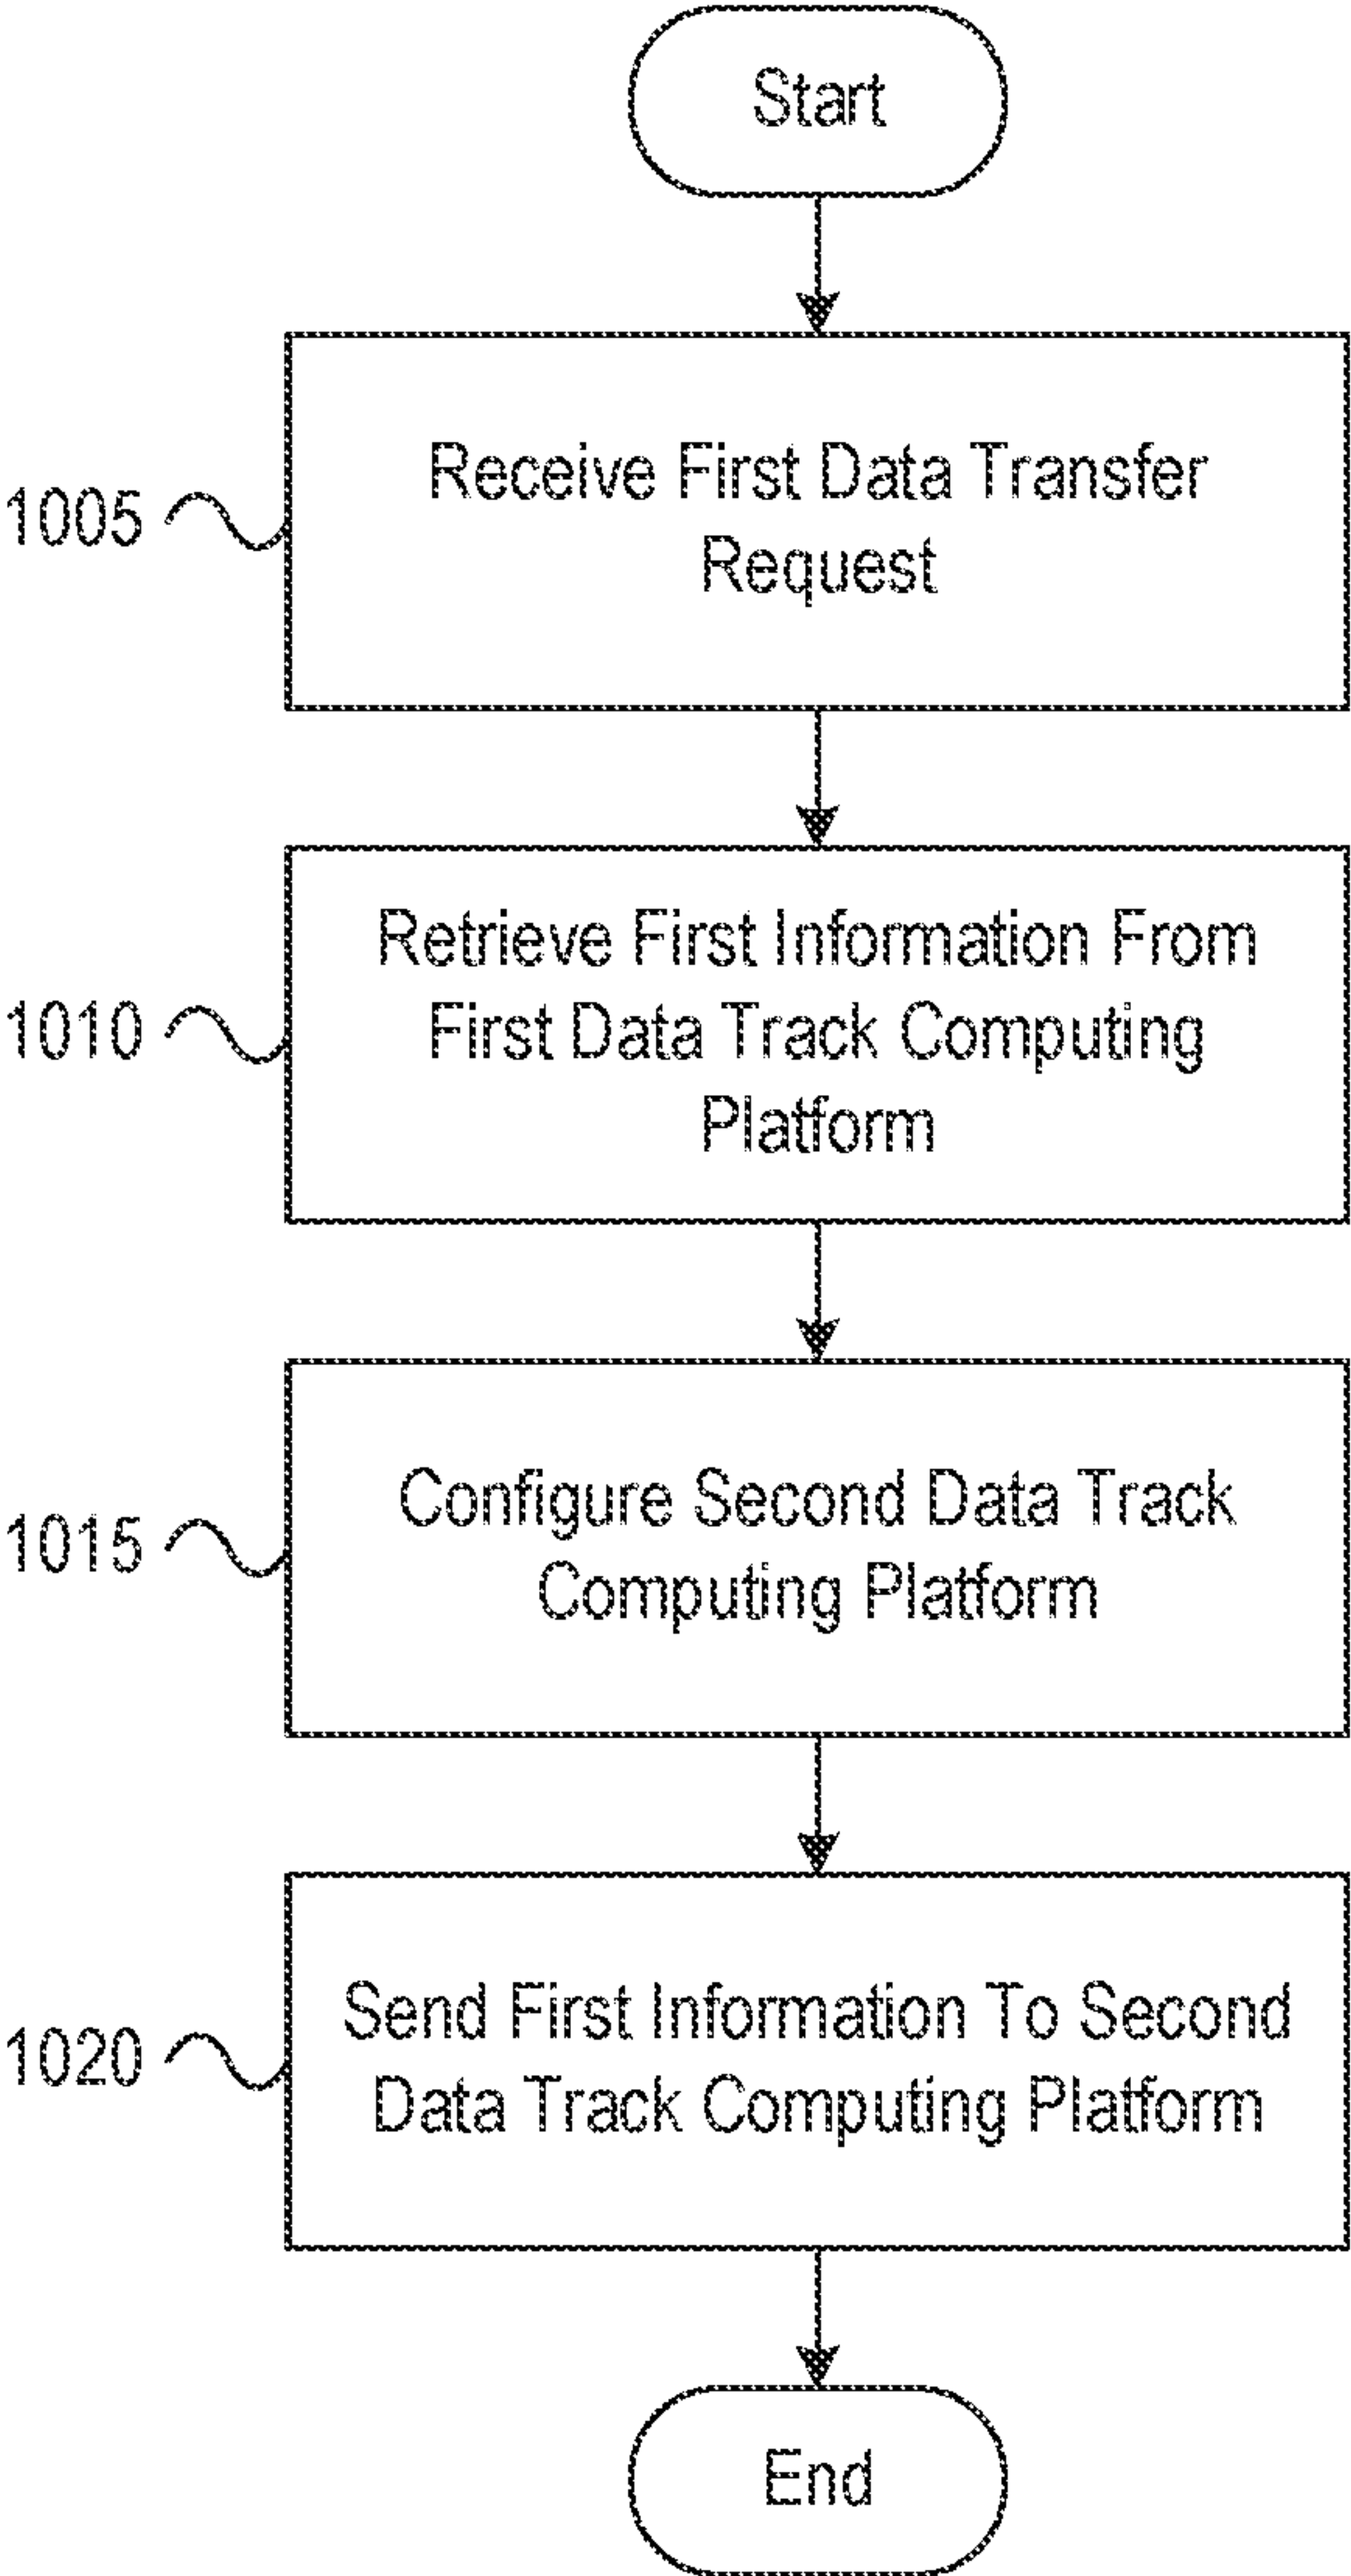 Start
1005
Receive First Data Transfer
Request
1010
Retrieve First Information From
First Data Track Computing
Platform
1015
Configure Second Data Track
Computing Platform
1020
Send First Information To Second
Data Track Computing Platform
End